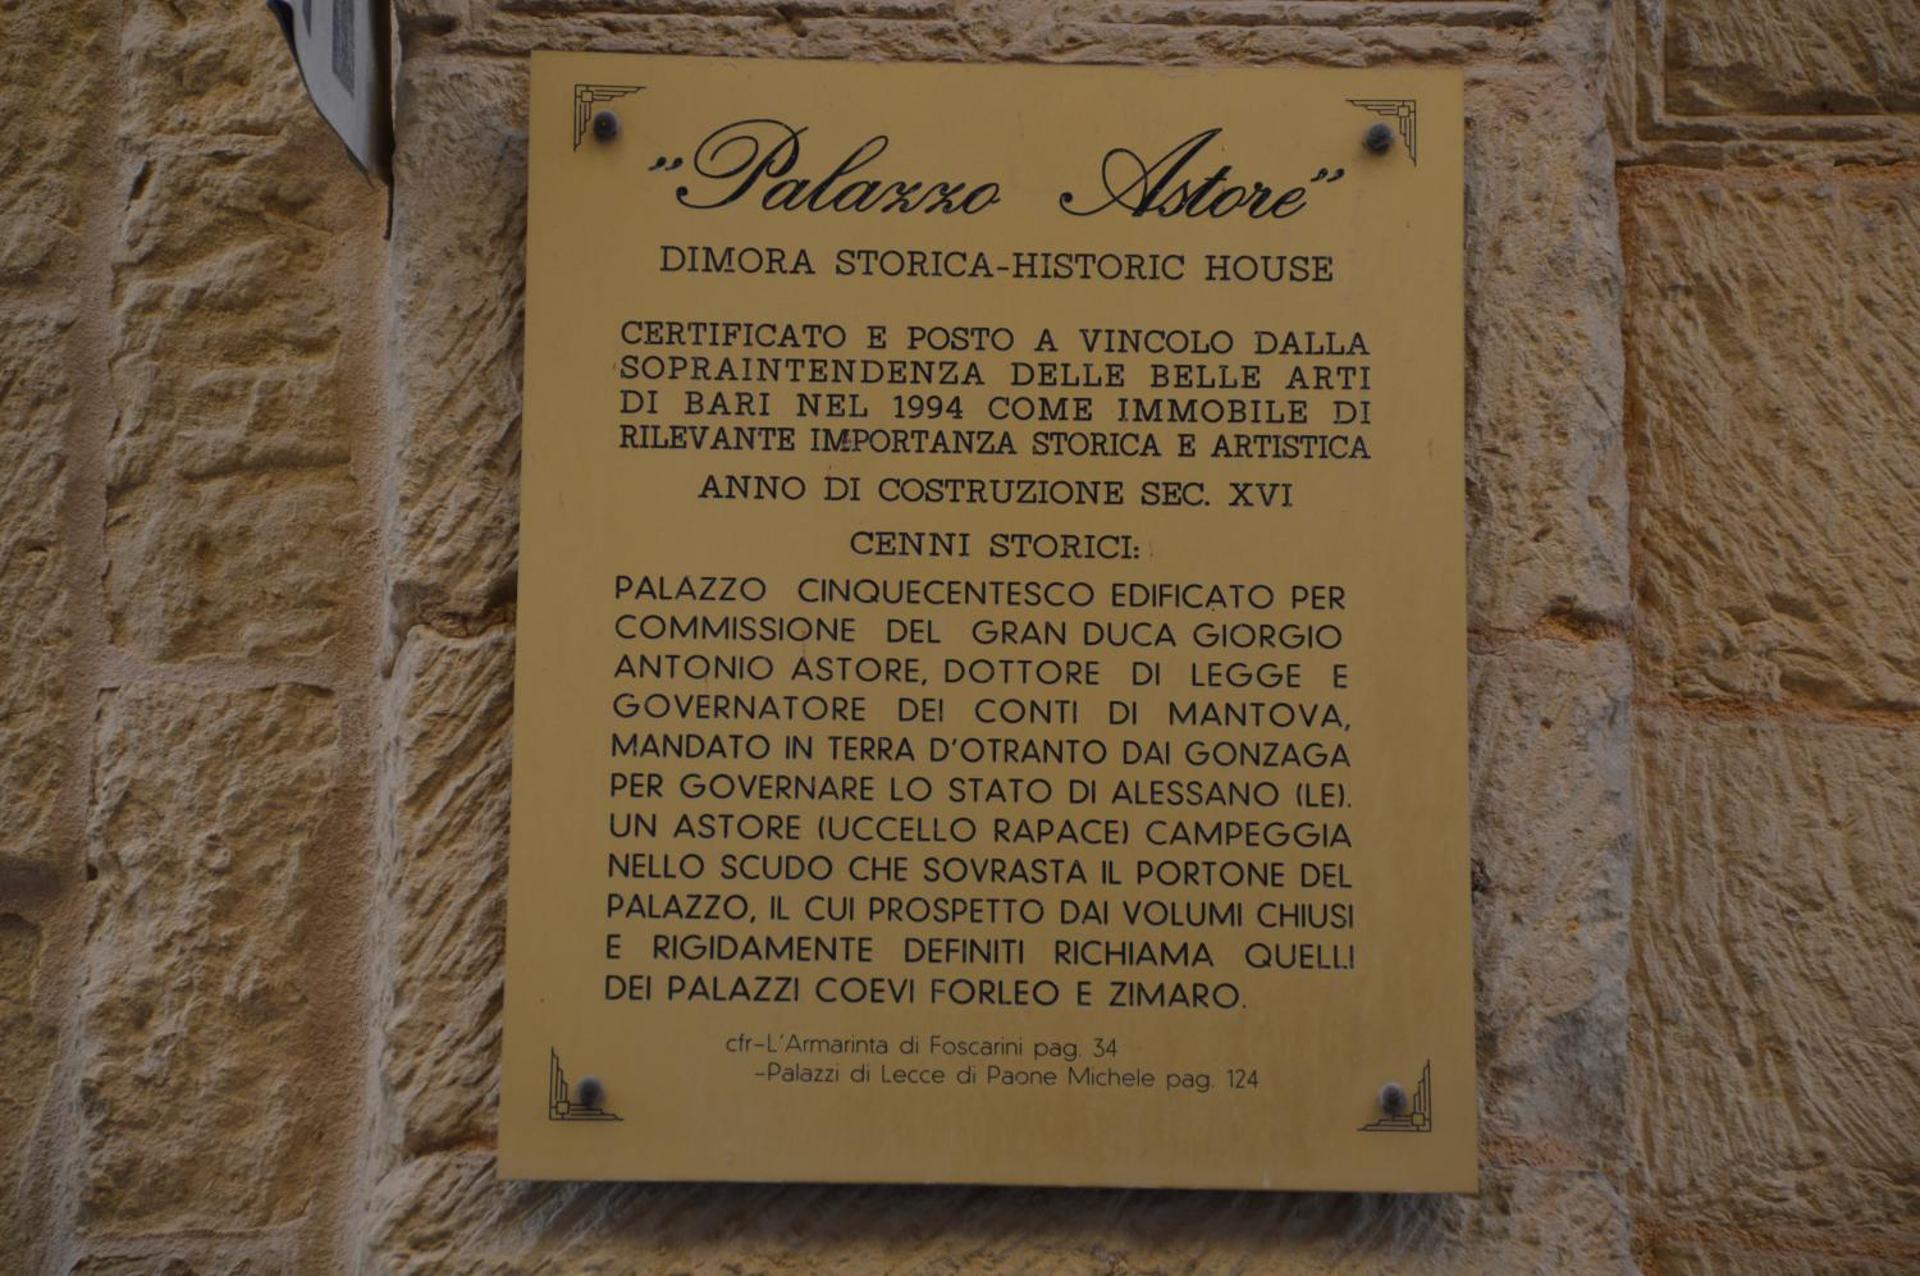 "Palazzo Astore"
DIMORA STORICA-HISTORIC HOUSE
CERTIFICATO E POSTO A VINCOLO DALLA
SOPRAINTENDENZA DELLE BELLE ARTI
DI BARI NEL 1994 COME IMMOBILE DI
RILEVANTE IMPORTANZA STORICA E ARTISTICA
ANNO DI COSTRUZIONE SEC. XVI
CENNI STORICI:
PALAZZO CINQUECENTESCO EDIFICATO PER
COMMISSIONE DEL GRAN DUCA GIORGIO
ANTONIO ASTORE, DOTTORE DI LEGGE E
GOVERNATORE DEI CONTI DI MANTOVA,
MANDATO IN TERRA D'OTRANTO DAI GONZAGA
PER GOVERNARE LO STATO DI ALESSANO (LE).
UN ASTORE (UCCELLO RAPACE) CAMPEGGIA
NELLO SCUDO CHE SOVRASTA IL PORTONE DEL
PALAZZO, IL CUI PROSPETTO DAI VOLUMI CHIUSI
E RIGIDAMENTE DEFINITI RICHIAMA QUELLI
DEI PALAZZI COEVI FORLEO E ZIMARO.
cfr-L'Armarinta di Foscarini pag. 34
-Palazzi di Lecce di Paone Michele pag. 124